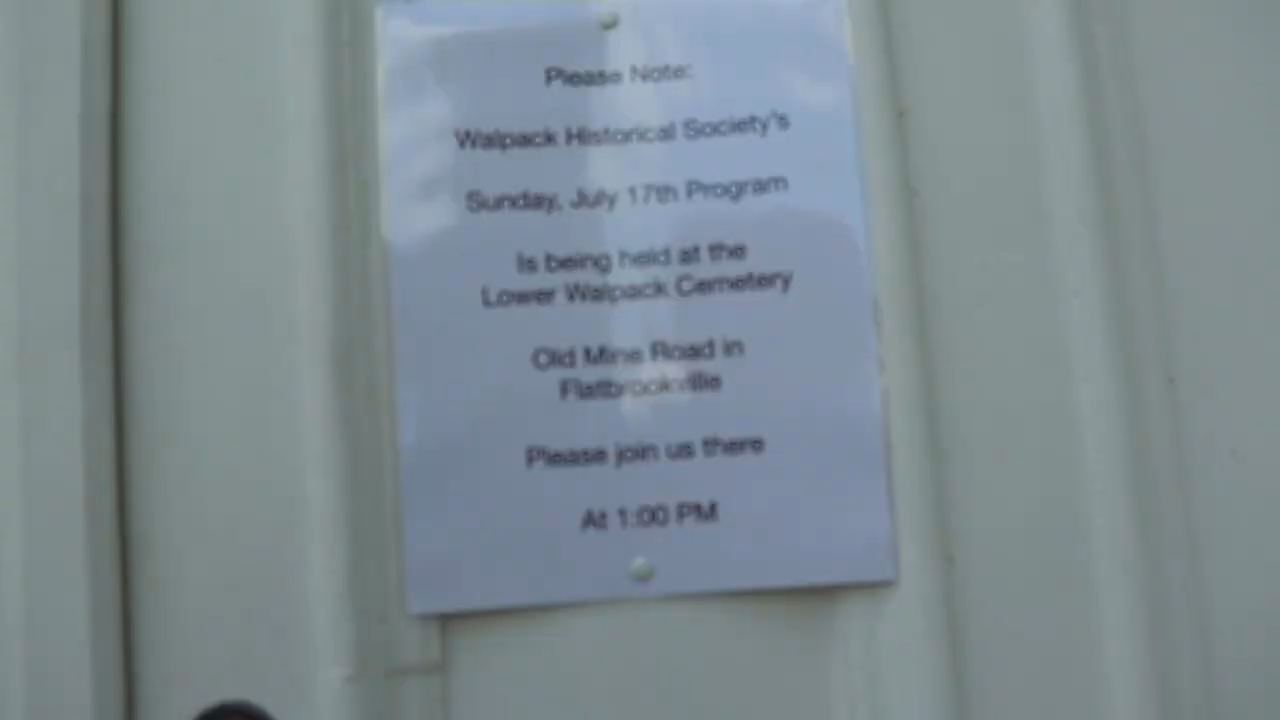 Please Note:
Walpack Historical Society's
Sunday, July 17th Program
Is being held at the
Lower Walpack Cemetery
Old Mine Road in
Flatbrookville
Please join us there
At 1:00 PM